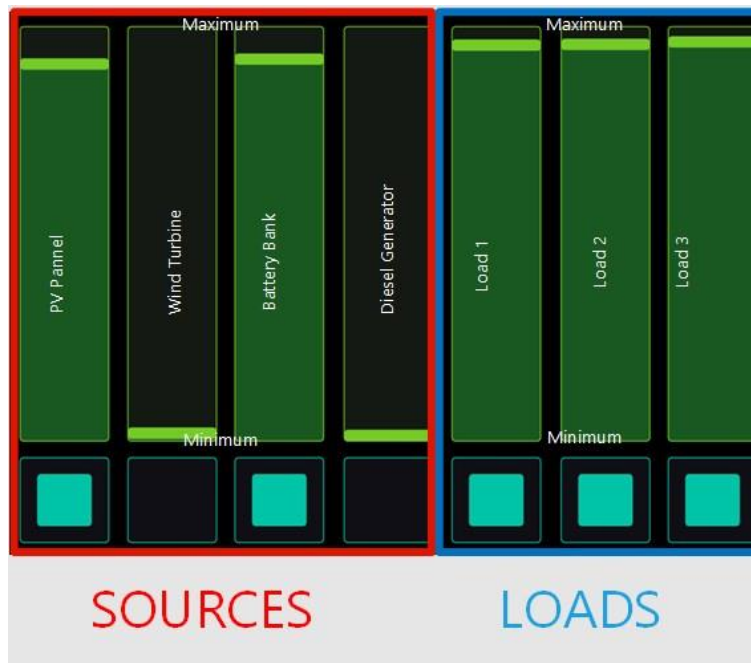 Maximum
Maximum
PV Pannel
Wind Turbine
Battery Bank
Diesel Generator
Load 1
Load 2
Load 3
Minimum
Minimum
SOURCES
LOADS